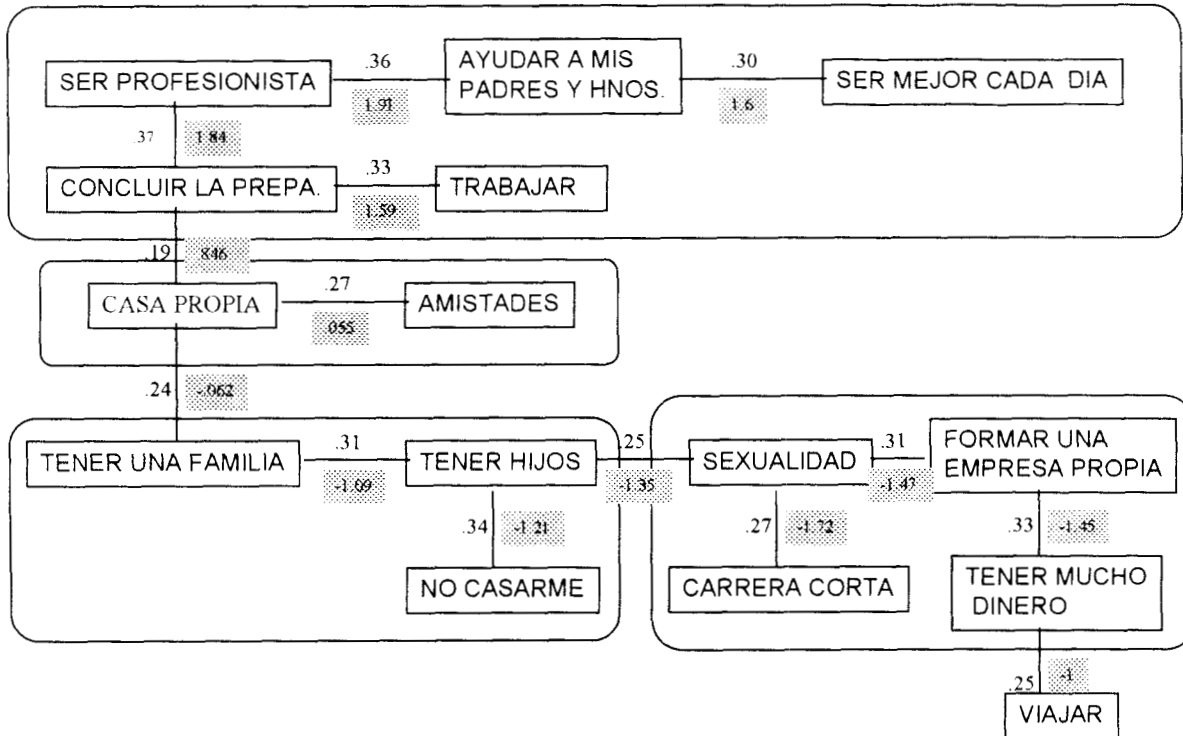 .36
AYUDAR A MIS
.30
SER PROFESIONISTA
PADRES Y HNOS.
SER MEJOR CADA DIA
1.91
1.6
.37
1.84
.33
CONCLUIR LA PREPA.
TRABAJAR
1.59
.19
846
.27
CASA PROPIA
AMISTADES
055
.24
-.062
.31
.25
.31
FORMAR UNA
TENER UNA FAMILIA
TENER HIJOS
SEXUALIDAD
EMPRESA PROPIA
-1.09
-1.35
-1.47
.34
-1.21
.27
-1.72
.33
-1.45
NO CASARME
CARRERA CORTA
TENER MUCHO
DINERO
.25
-1
VIAJAR